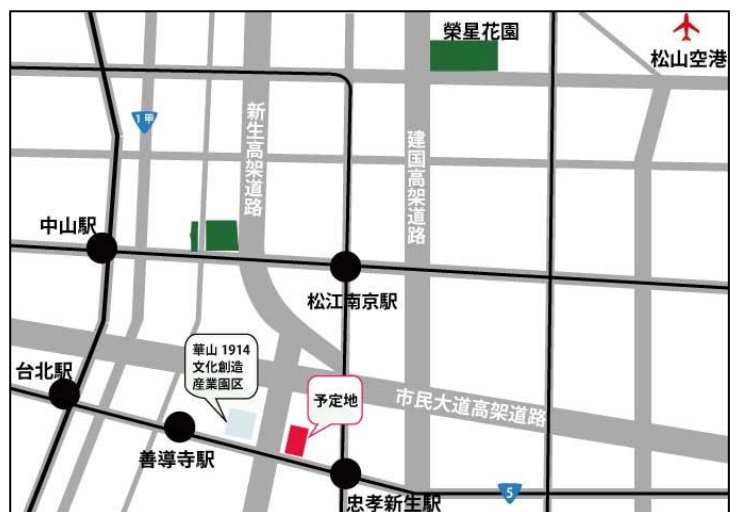 榮星花園
松山空港
1甲
新生高架道路
建国高架道路
中山駅
松江南京駅
華山 1914
文化創造
産業園区
台北駅
予定地
市民大道高架道路
善導寺駅
忠孝新生駅
5